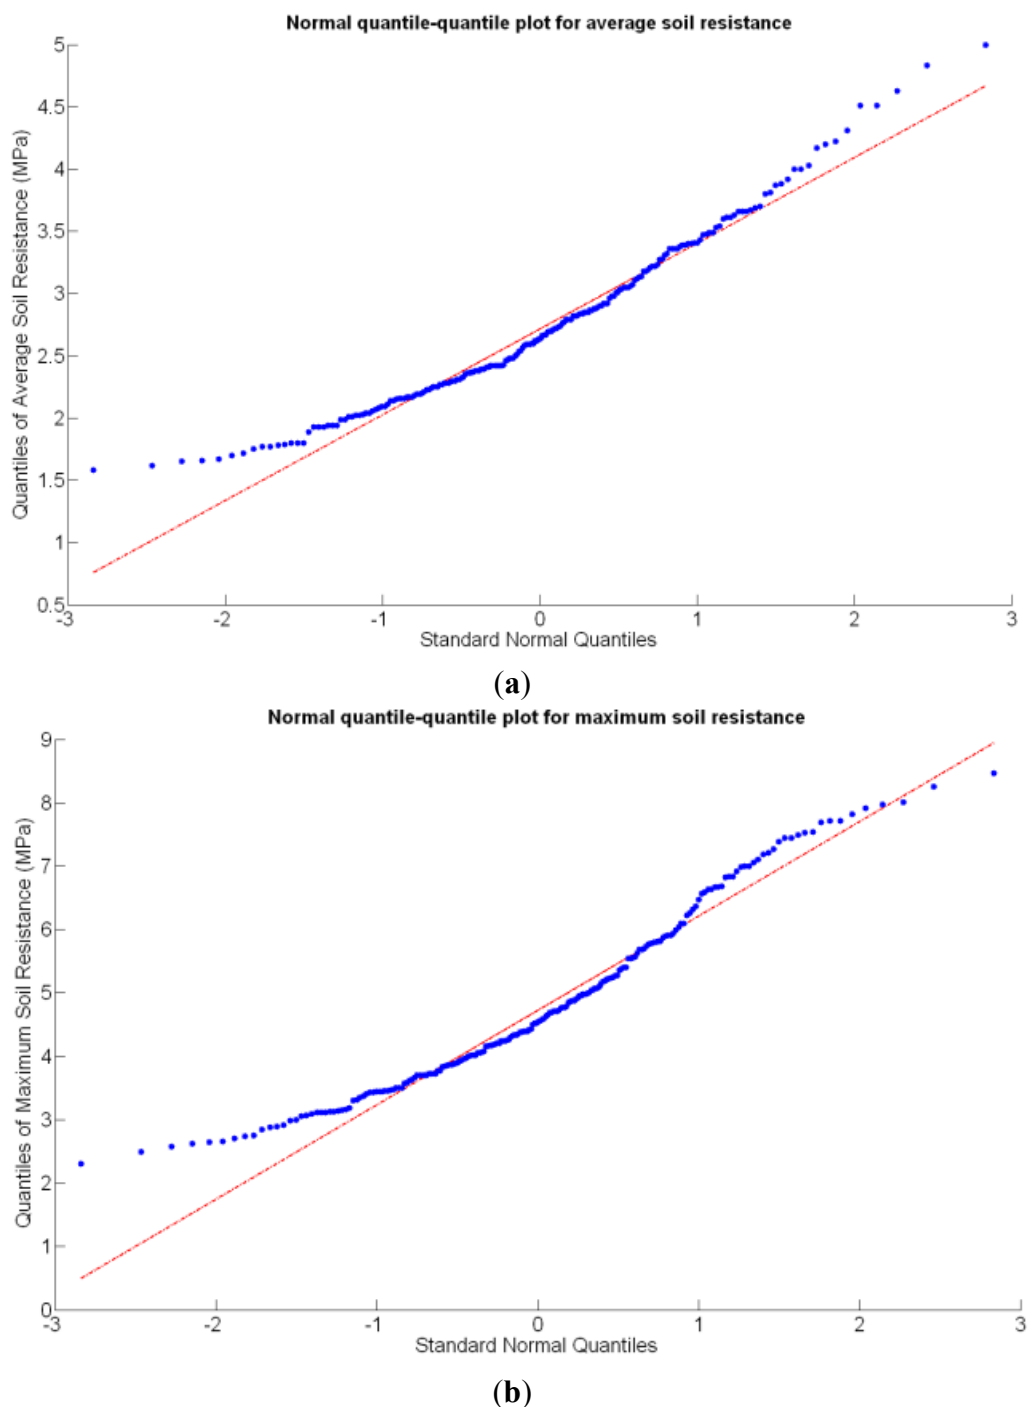 Normal quantile-quantile plot for average soil resistance
5
4.5
4
3.5
3
2.5
2
1.5
1
0.5
Quantiles of Average Soil Resistance (MPa)
-3 -2 -1 0 1 2 3
Standard Normal Quantiles
(a)
Normal quantile-quantile plot for maximum soil resistance
9
8
7
6
5
4
3
2
1
0
Quantiles of Maximum Soil Resistance (MPa)
-3 -2 -1 0 1 2 3
Standard Normal Quantiles
(b)